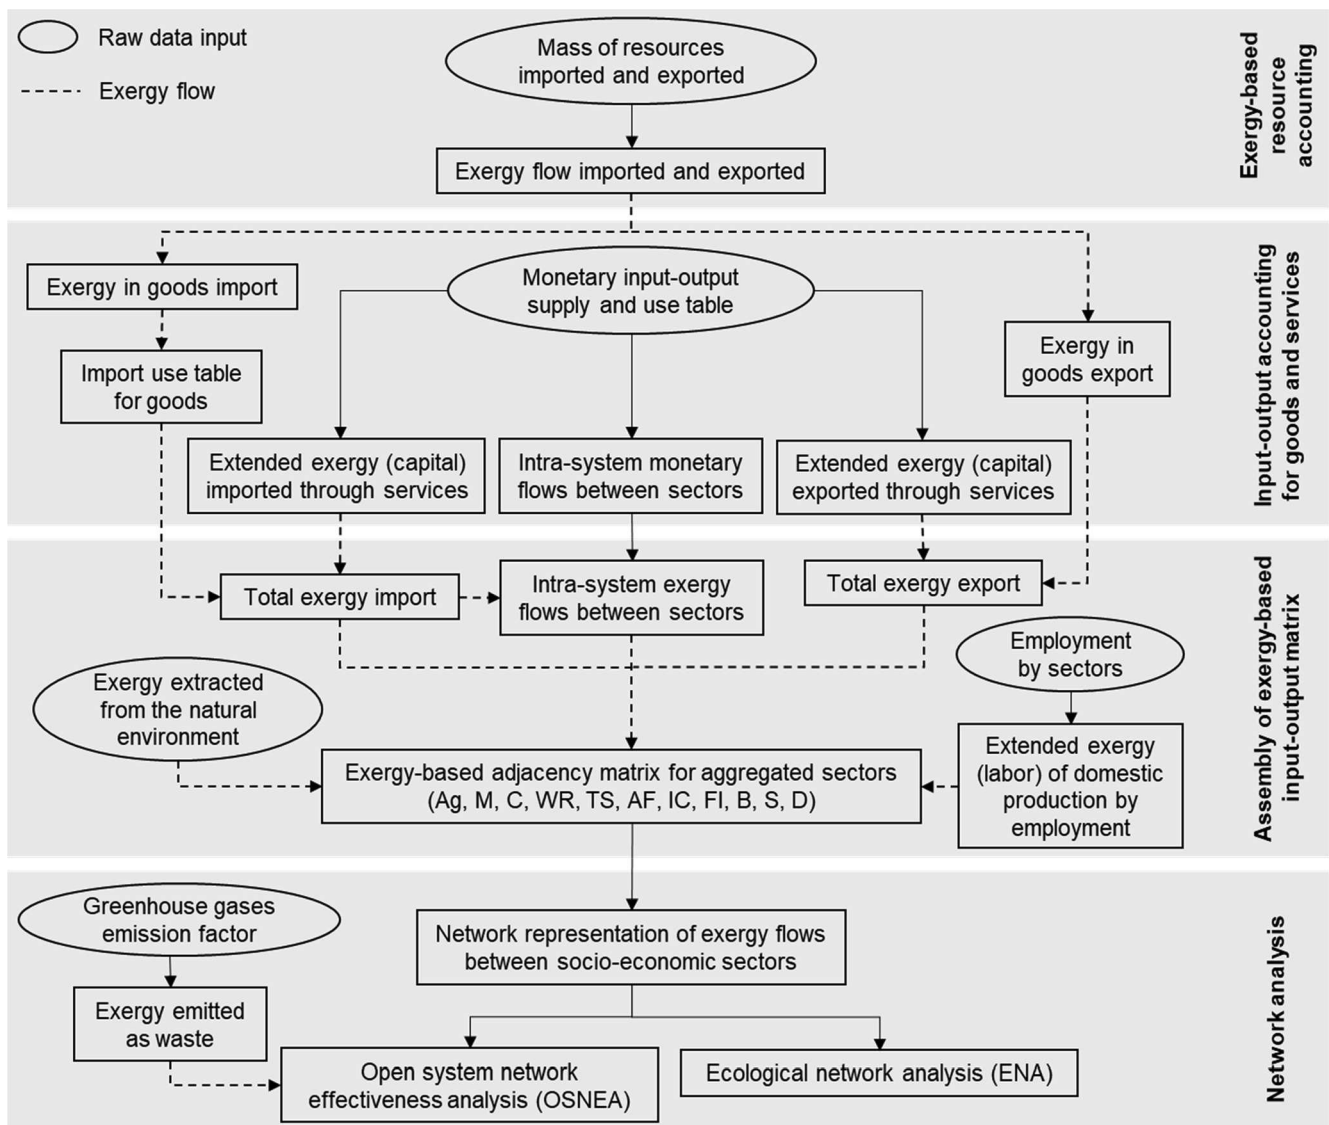 Raw data input
Exergy flow
Mass of resources
imported and exported
Exergy flow imported and exported
Exergy-based
resource
accounting
Exergy in goods import
Import use table
for goods
Monetary input-output
supply and use table
Exergy in
goods export
Extended exergy (capital)
imported through services
Intra-system monetary
flows between sectors
Extended exergy (capital)
exported through services
Input-output accounting
for goods and services
Total exergy import
Intra-system exergy
flows between sectors
Total exergy export
Employment
by sectors
Exergy extracted
from the natural
environment
Exergy-based adjacency matrix for aggregated sectors
(Ag, M, C, WR, TS, AF, IC, FI, B, S, D)
Extended exergy
(labor) of domestic
production by
employment
Assembly of exergy-based
input-output matrix
Greenhouse gases
emission factor
Network representation of exergy flows
between socio-economic sectors
Exergy emitted
as waste
Open system network
effectiveness analysis (OSNEA)
Ecological network analysis (ENA)
Network analysis